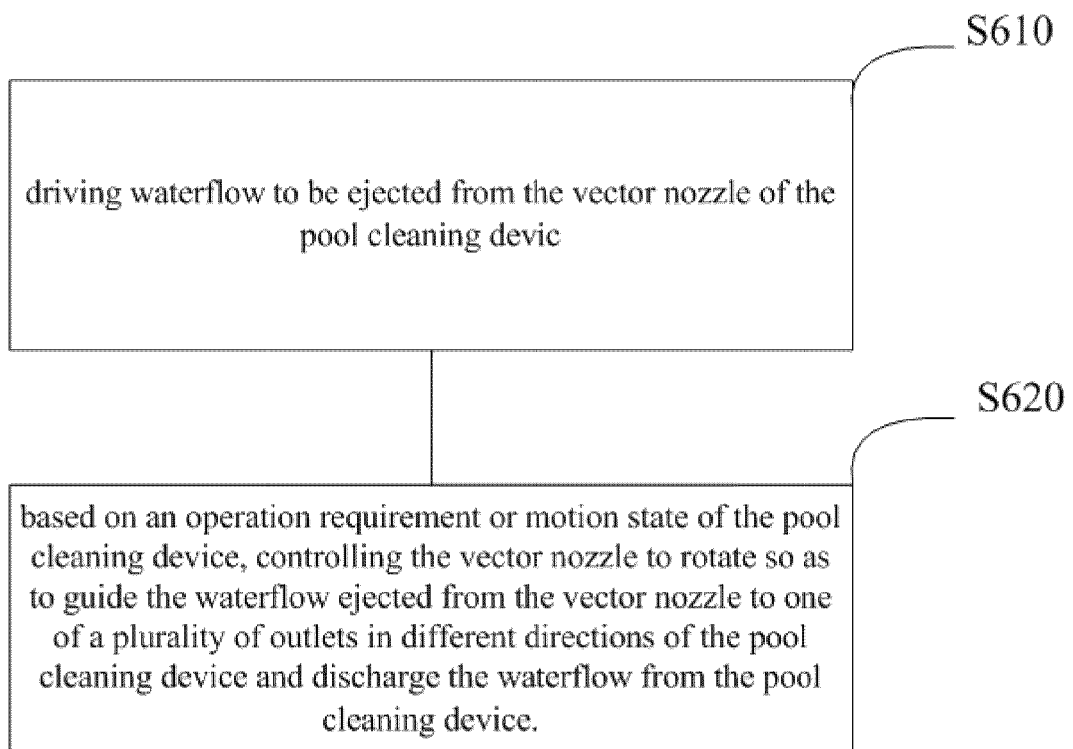 S610
driving waterflow to be ejected from the vector nozzle of the
pool cleaning devic
S620
based on an operation requirement or motion state of the pool
cleaning device, controlling the vector nozzle to rotate so as
to guide the waterflow ejected from the vector nozzle to one
of a plurality of outlets in different directions of the pool
cleaning device and discharge the waterflow from the pool
cleaning device.